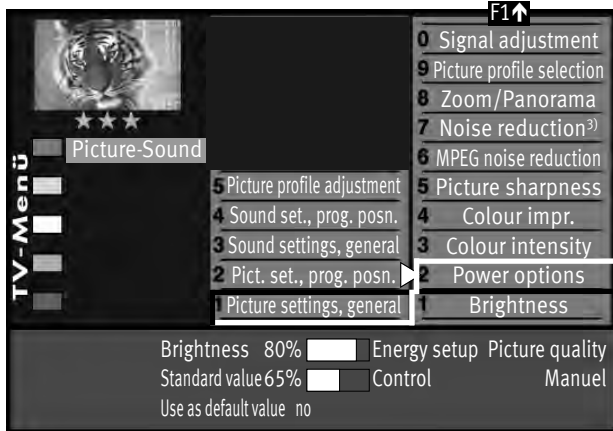 F1↑
TV-Menü
Picture-Sound
5 Picture profile adjustment
4 Sound set., prog. posn.
3 Sound settings, general
2 Pict. set., prog. posn.
1 Picture settings, general
0 Signal adjustment
9 Picture profile selection
8 Zoom/Panorama
7 Noise reduction3)
6 MPEG noise reduction
5 Picture sharpness
4 Colour impr.
3 Colour intensity
2 Power options
1 Brightness
Brightness 80% Energy setup Picture quality
Standard value 65% Control Manuel
Use as default value no